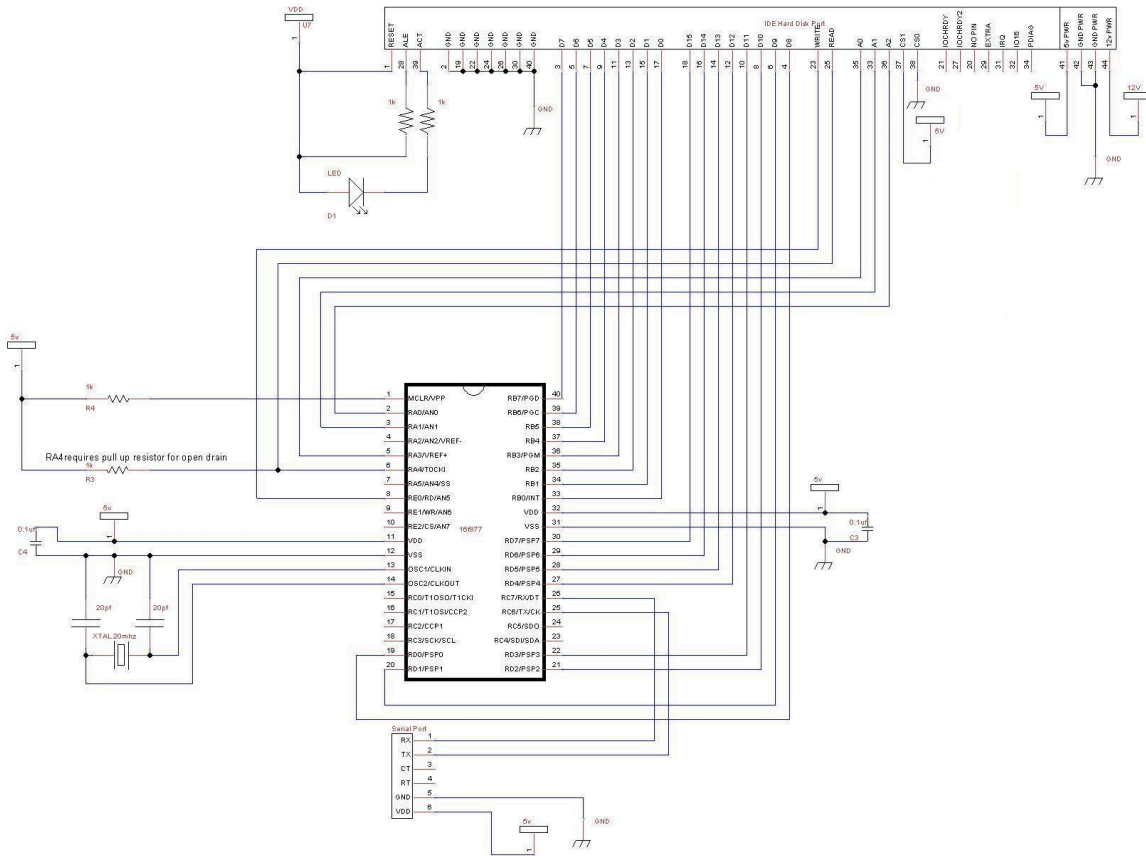 VDD
U7
1
IDE Hard Disk Port
RESET
ALE
ACT
GND
GND
GND
GND
GND
GND
GND
D7
D6
D5
D4
D3
D2
D1
D0
D15
D14
D13
D12
D11
D10
D9
D8
WRITE
READ
A0
A1
A2
CS1
CS0
IOCHRDY
IOCHRDY2
NO PIN
EXTRA
IRQ
IO16
PDIAG
5v PWR
GND PWR
GND PWR
12v PWR
1
28
39
2
19
22
24
26
30
40
3
5
7
9
11
13
15
17
18
16
14
12
10
8
6
4
23
25
35
33
36
37
38
21
27
20
29
31
32
34
41
42
43
44
1k
1k
GND
GND
5V
1
5V
1
12V
1
GND
LED
D1
5v
1
1k
R4
RA4 requires pull up resistor for open drain
1k
R3
1 MCLR/VPP RB7/PGD 40
2 RA0/AN0 RB6/PGC 39
3 RA1/AN1 RB5 38
4 RA2/AN2/VREF- RB4 37
5 RA3/VREF+ RB3/PGM 36
6 RA4/TOCKI RB2 35
7 RA5/AN4/SS RB1 34
8 RE0/RD/AN5 RB0/INT 33
9 RE1/WR/AN6 VDD 32
10 RE2/CS/AN7 16f877 VSS 31
11 VDD RD7/PSP7 30
12 VSS RD6/PSP6 29
13 OSC1/CLKIN RD5/PSP5 28
14 OSC2/CLKOUT RD4/PSP4 27
15 RC0/T1OSO/T1CKI RC7/RX/DT 26
16 RC1/T1OSI/CCP2 RC6/TX/CK 25
17 RC2/CCP1 RC5/SDO 24
18 RC3/SCK/SCL RC4/SDI/SDA 23
19 RD0/PSP0 RD3/PSP3 22
20 RD1/PSP1 RD2/PSP2 21
5v
1
0.1uf
C4
GND
20pf
20pf
XTAL 20mhz
5v
1
0.1uf
C3
GND
Serial Port
RX 1
TX 2
CT 3
RT 4
GND 5
VDD 6
5v
1
GND